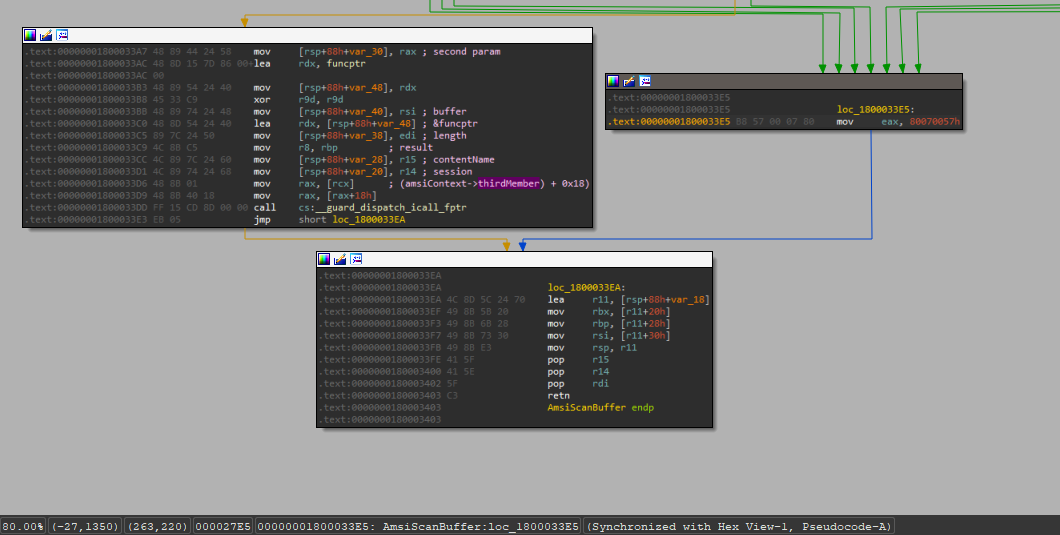 .text:00000001800033A7 48 89 44 24 58 mov [rsp+88h+var_30], rax ; second param
.text:00000001800033AC 48 8D 15 7D 86 00+lea rdx, funcptr
.text:00000001800033AC 00
.text:00000001800033B3 48 89 54 24 40 mov [rsp+88h+var_48], rdx
.text:00000001800033B8 45 33 C9 xor r9d, r9d
.text:00000001800033BB 48 89 74 24 48 mov [rsp+88h+var_40], rsi ; buffer
.text:00000001800033C0 48 8D 54 24 40 lea rdx, [rsp+88h+var_48] ; &funcptr
.text:00000001800033C5 89 7C 24 50 mov [rsp+88h+var_38], edi ; length
.text:00000001800033C9 4C 8B C5 mov r8, rbp ; result
.text:00000001800033CC 4C 89 7C 24 60 mov [rsp+88h+var_28], r15 ; contentName
.text:00000001800033D1 4C 89 74 24 68 mov [rsp+88h+var_20], r14 ; session
.text:00000001800033D6 48 8B 01 mov rax, [rcx] ; (amsiContext->thirdMember) + 0x18)
.text:00000001800033D9 48 8B 40 18 mov rax, [rax+18h]
.text:00000001800033DD FF 15 CD 8D 00 00 call cs:__guard_dispatch_icall_fptr
.text:00000001800033E3 EB 05 jmp short loc_1800033EA
.text:00000001800033E5
.text:00000001800033E5 loc_1800033E5:
.text:00000001800033E5 B8 57 00 07 80 mov eax, 80070057h
.text:00000001800033EA
.text:00000001800033EA loc_1800033EA:
.text:00000001800033EA 4C 8D 5C 24 70 lea r11, [rsp+88h+var_18]
.text:00000001800033EF 49 8B 5B 20 mov rbx, [r11+20h]
.text:00000001800033F3 49 8B 6B 28 mov rbp, [r11+28h]
.text:00000001800033F7 49 8B 73 30 mov rsi, [r11+30h]
.text:00000001800033FB 49 8B E3 mov rsp, r11
.text:00000001800033FE 41 5F pop r15
.text:0000000180003400 41 5E pop r14
.text:0000000180003402 5F pop rdi
.text:0000000180003403 C3 retn
.text:0000000180003403 AmsiScanBuffer endp
.text:0000000180003403
80.00% (-27,1350) (263,220) 000027E5 00000001800033E5: AmsiScanBuffer:loc_1800033E5 (Synchronized with Hex View-1, Pseudocode-A)